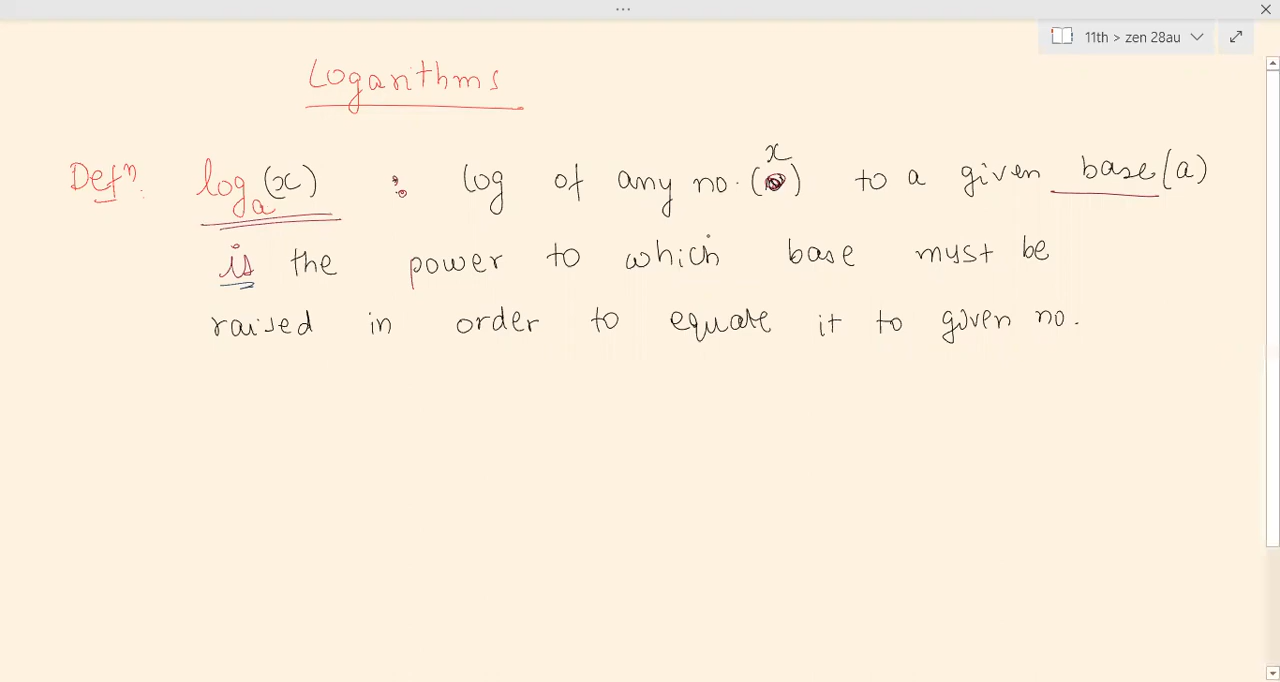 11th > zen 28au
Logarithms
Defⁿ. logₐ(x) : log of any no. (x) to a given base(a)
is the power to which base must be
raised in order to equate it to given no.